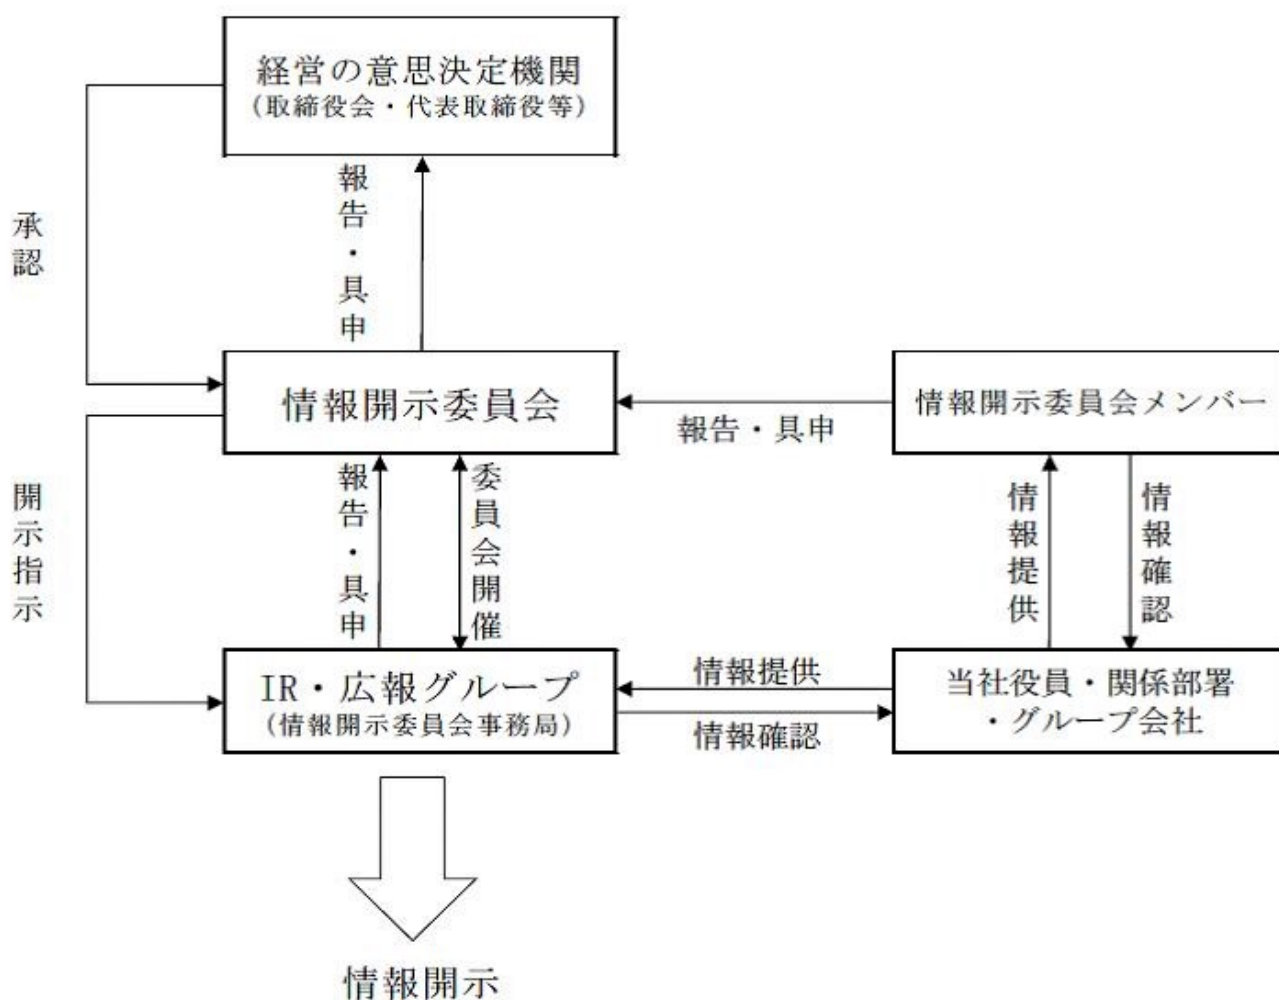 経営の意思決定機関
（取締役会・代表取締役等）
承認
報告・具申
情報開示委員会
報告・具申
情報開示委員会メンバー
開示指示
報告・具申
委員会開催
情報提供
情報確認
IR・広報グループ
（情報開示委員会事務局）
情報提供
情報確認
当社役員・関係部署
・グループ会社
情報開示